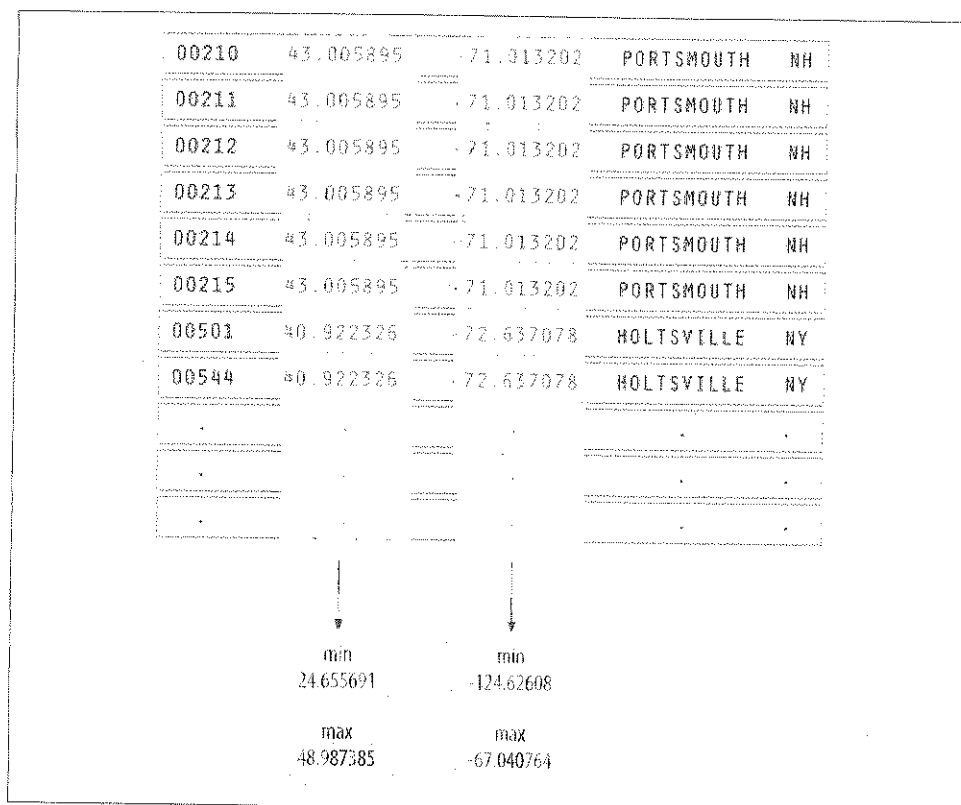 00210 43.005895 -71.013202 PORTSMOUTH NH
00211 43.005895 -71.013202 PORTSMOUTH NH
00212 43.005895 -71.013202 PORTSMOUTH NH
00213 43.005895 -71.013202 PORTSMOUTH NH
00214 43.005895 -71.013202 PORTSMOUTH NH
00215 43.005895 -71.013202 PORTSMOUTH NH
00501 40.922326 -72.637078 HOLTSVILLE NY
00544 40.922326 -72.637078 HOLTSVILLE NY
. . . . .
. . . . .
. . . . .
min min
24.655691 -124.62608
max max
48.987385 -67.040764